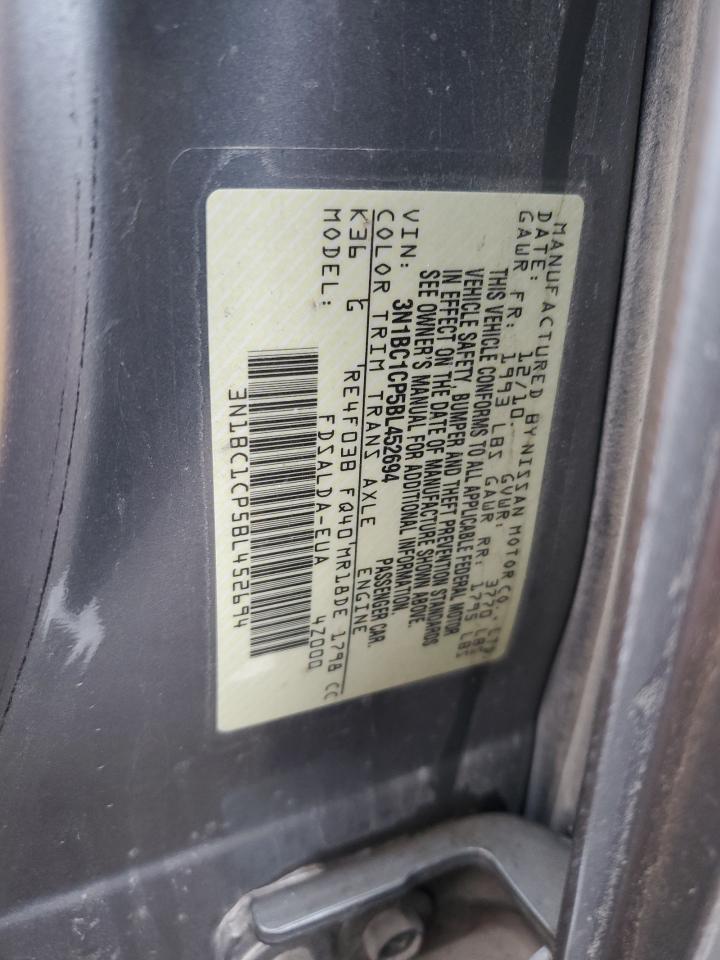 MANUFACTURED BY NISSAN MOTOR CO., LTD.
DATE: 12/10. GVWR: 3770 LBS
GAWR FR: 1993 LBS GAWR RR: 1795 LBS
THIS VEHICLE CONFORMS TO ALL APPLICABLE FEDERAL MOTOR
VEHICLE SAFETY, BUMPER AND THEFT PREVENTION STANDARDS
IN EFFECT ON THE DATE OF MANUFACTURE SHOWN ABOVE.
SEE OWNER'S MANUAL FOR ADDITIONAL INFORMATION.
VIN: 3N1BC1CP5BL452694 PASSENGER CAR.
COLOR TRIM TRANS AXLE ENGINE
K36 G RE4F03B FQ40 MR18DE 1798 CC
MODEL: FDSALDA-EUA 4Z000
3N1BC1CP5BL452694